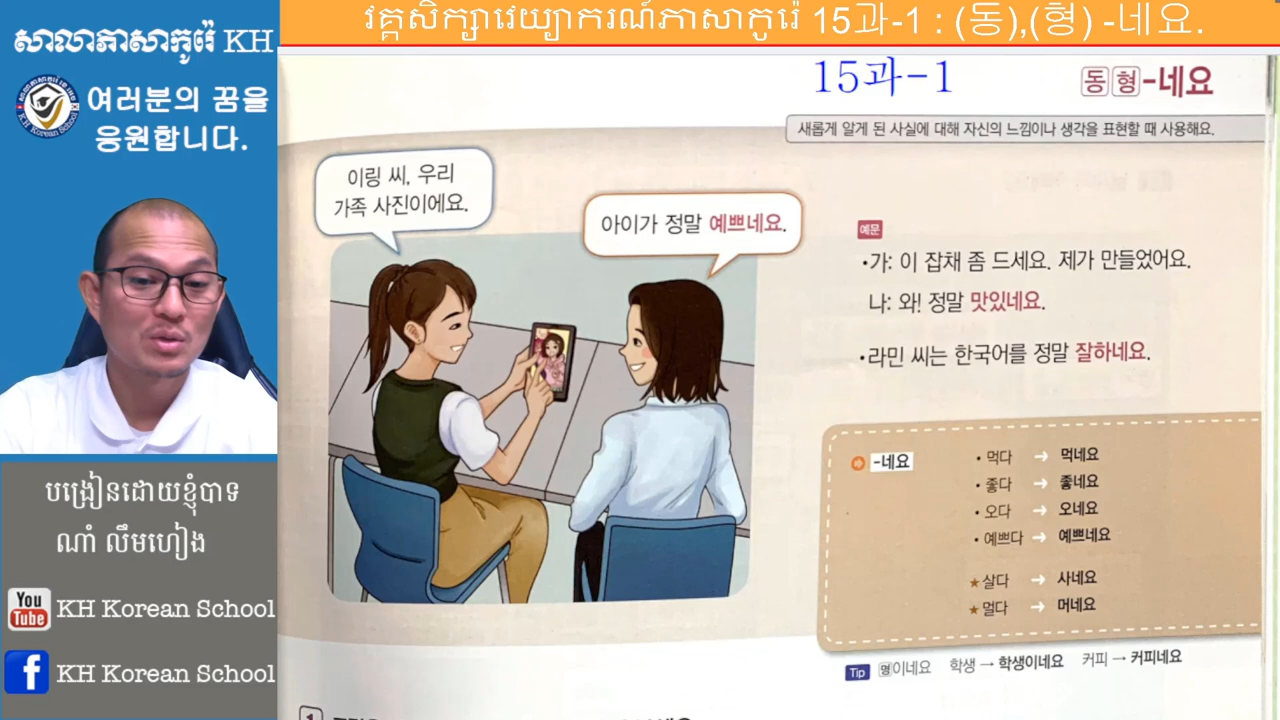 សាលាភាសាកូរ៉េ KH
여러분의 꿈을
응원합니다.
បង្រៀនដោយខ្ញុំបាទ
ណាំ លឹមហៀង
You
Tube
KH Korean School
f KH Korean School
វគ្គសិក្សាវេយ្យាករណ៍ភាសាកូរ៉េ 15과-1 : (동),(형) -네요.
15과-1
동 형-네요
새롭게 알게 된 사실에 대해 자신의 느낌이나 생각을 표현할 때 사용해요.
이링 씨, 우리
가족 사진이에요.
아이가 정말 예쁘네요.
예문
•가: 이 잡채 좀 드세요. 제가 만들었어요.
나: 와! 정말 맛있네요.
•라민 씨는 한국어를 정말 잘하네요.
-네요
• 먹다 → 먹네요
• 좋다 → 좋네요
• 오다 → 오네요
• 예쁘다 → 예쁘네요
★살다 → 사네요
★멀다 → 머네요
Tip 명이네요 학생 → 학생이네요 커피 → 커피네요
1